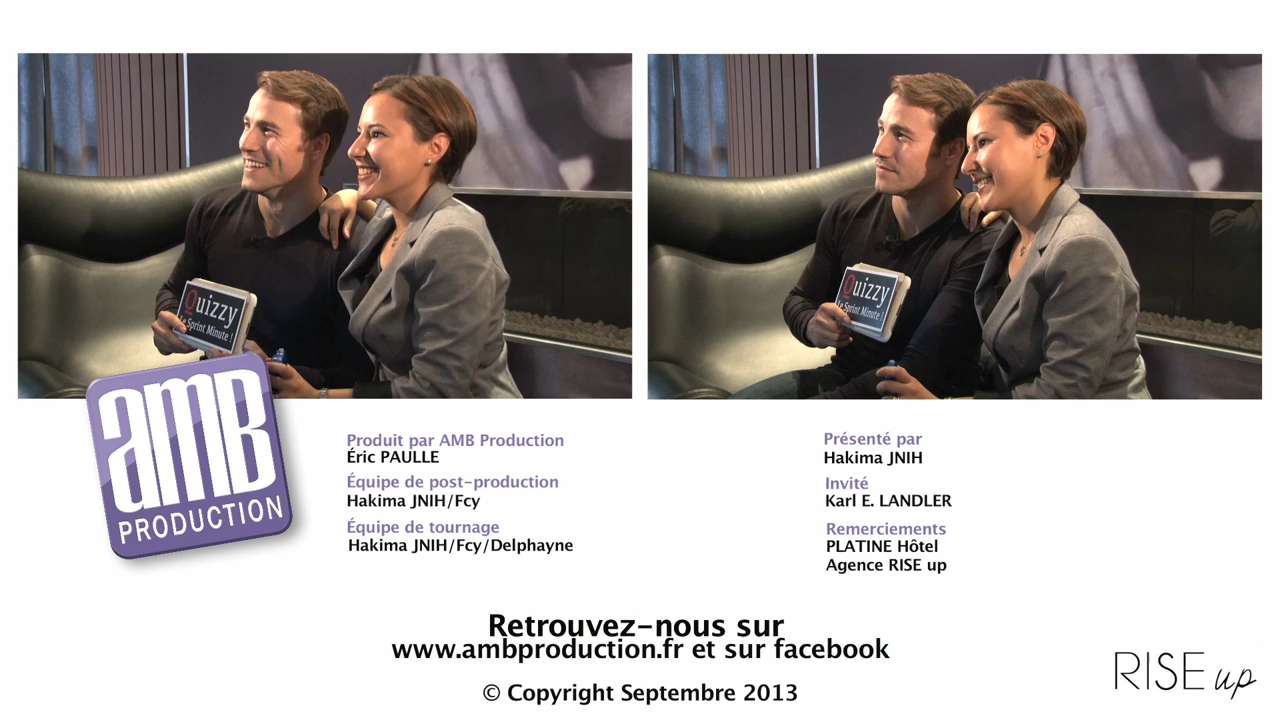 Quizzy
Le Sprint Minute !
Quizzy
Le Sprint Minute !
amB
PRODUCTION
Produit par AMB Production
Éric PAULLE
Équipe de post-production
Hakima JNIH/Fcy
Équipe de tournage
Hakima JNIH/Fcy/Delphayne
Présenté par
Hakima JNIH
Invité
Karl E. LANDLER
Remerciements
PLATINE Hôtel
Agence RISE up
Retrouvez-nous sur
www.ambproduction.fr et sur facebook
© Copyright Septembre 2013
RISE up